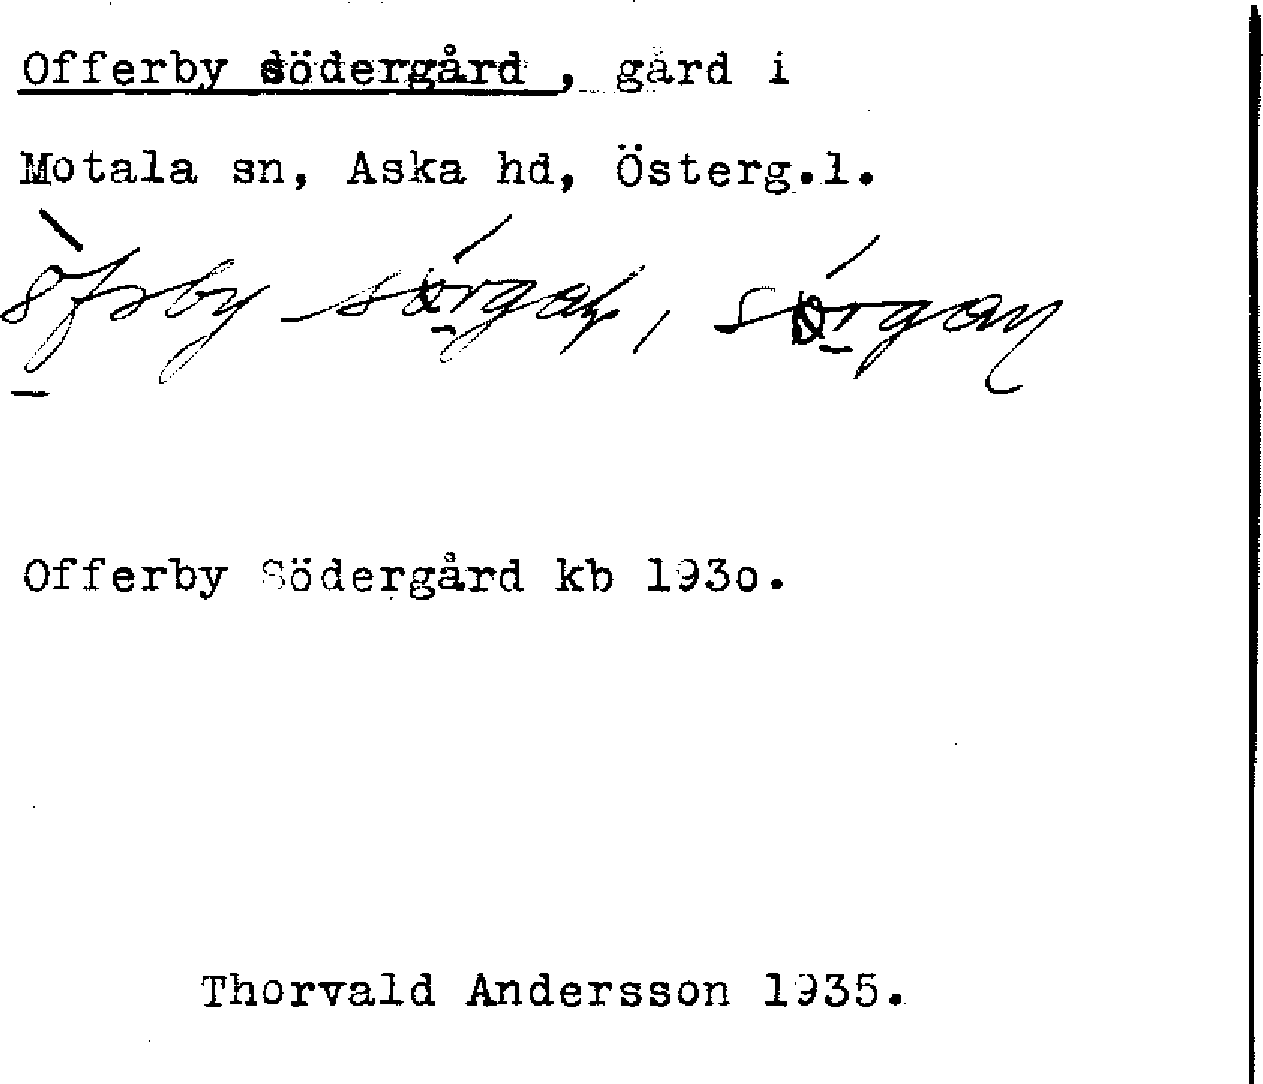 Offerby södergård , gård i
Motala sn, Aska hd, Österg.l.
Offerby Södergård kb 193o.
Thorvald Andersson 1935.